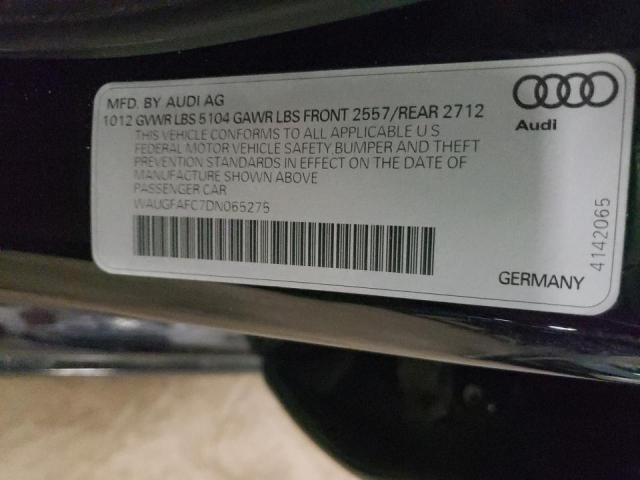 MFD. BY AUDI AG
1012 GVWR LBS 5104 GAWR LBS FRONT 2557/REAR 2712
THIS VEHICLE CONFORMS TO ALL APPLICABLE U.S
FEDERAL MOTOR VEHICLE SAFETY,BUMPER AND THEFT
PREVENTION STANDARDS IN EFFECT ON THE DATE OF
MANUFACTURE SHOWN ABOVE
PASSENGER CAR
WAUGFAFC7DN065275
Audi
4142065
GERMANY